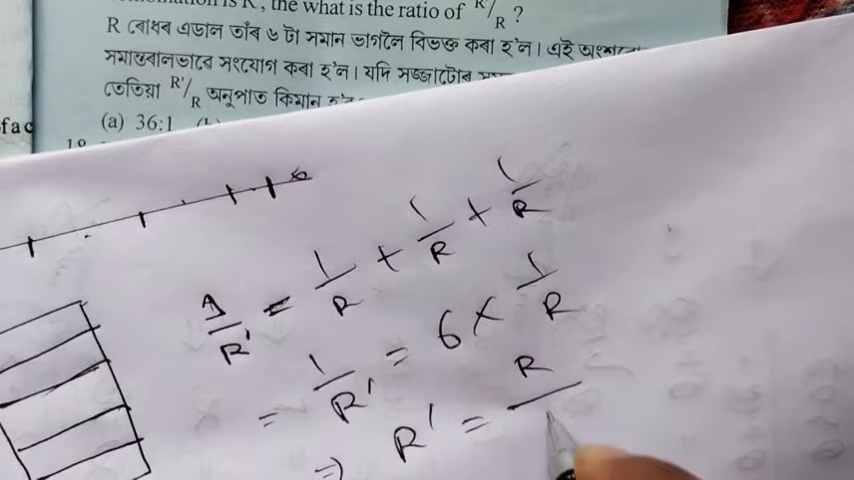 the what is the ratio of R'/R ?
R ৰোধৰ এডাল তাঁৰ ৬ টা সমান ভাগলৈ বিভক্ত কৰা হ'ল। এই
সমান্তৰালভাবে সংযোগ কৰা হ'ল। যদি সজ্জাটোৰ
তেতিয়া R'/R অনুপাত কিমান
(a) 36:1
fac
6
1/R' = 1/R + 1/R + 1/R
= 1/R' = 6 × 1/R
⇒ R' = R